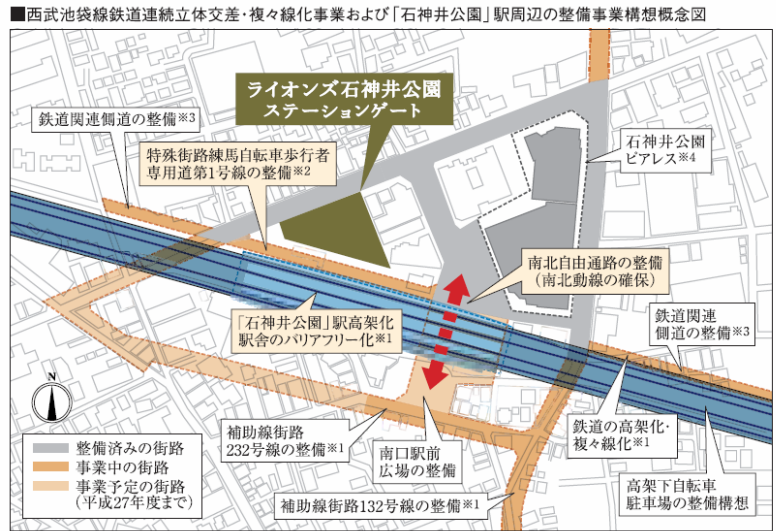 ■西武池袋線鉄道連続立体交差・複々線化事業および「石神井公園」駅周辺の整備事業構想概念図
ライオンズ石神井公園
ステーションゲート
鉄道関連側道の整備※3
特殊街路練馬自転車歩行者
専用道第1号線の整備※2
石神井公園
ピアレス※4
南北自由通路の整備
(南北動線の確保)
「石神井公園」駅高架化
駅舎のバリアフリー化※1
鉄道関連
側道の整備※3
N
補助線街路
232号線の整備※1
南口駅前
広場の整備
鉄道の高架化・
複々線化※1
高架下自転車
駐車場の整備構想
補助線街路132号線の整備※1
整備済みの街路
事業中の街路
事業予定の街路
(平成27年度まで)